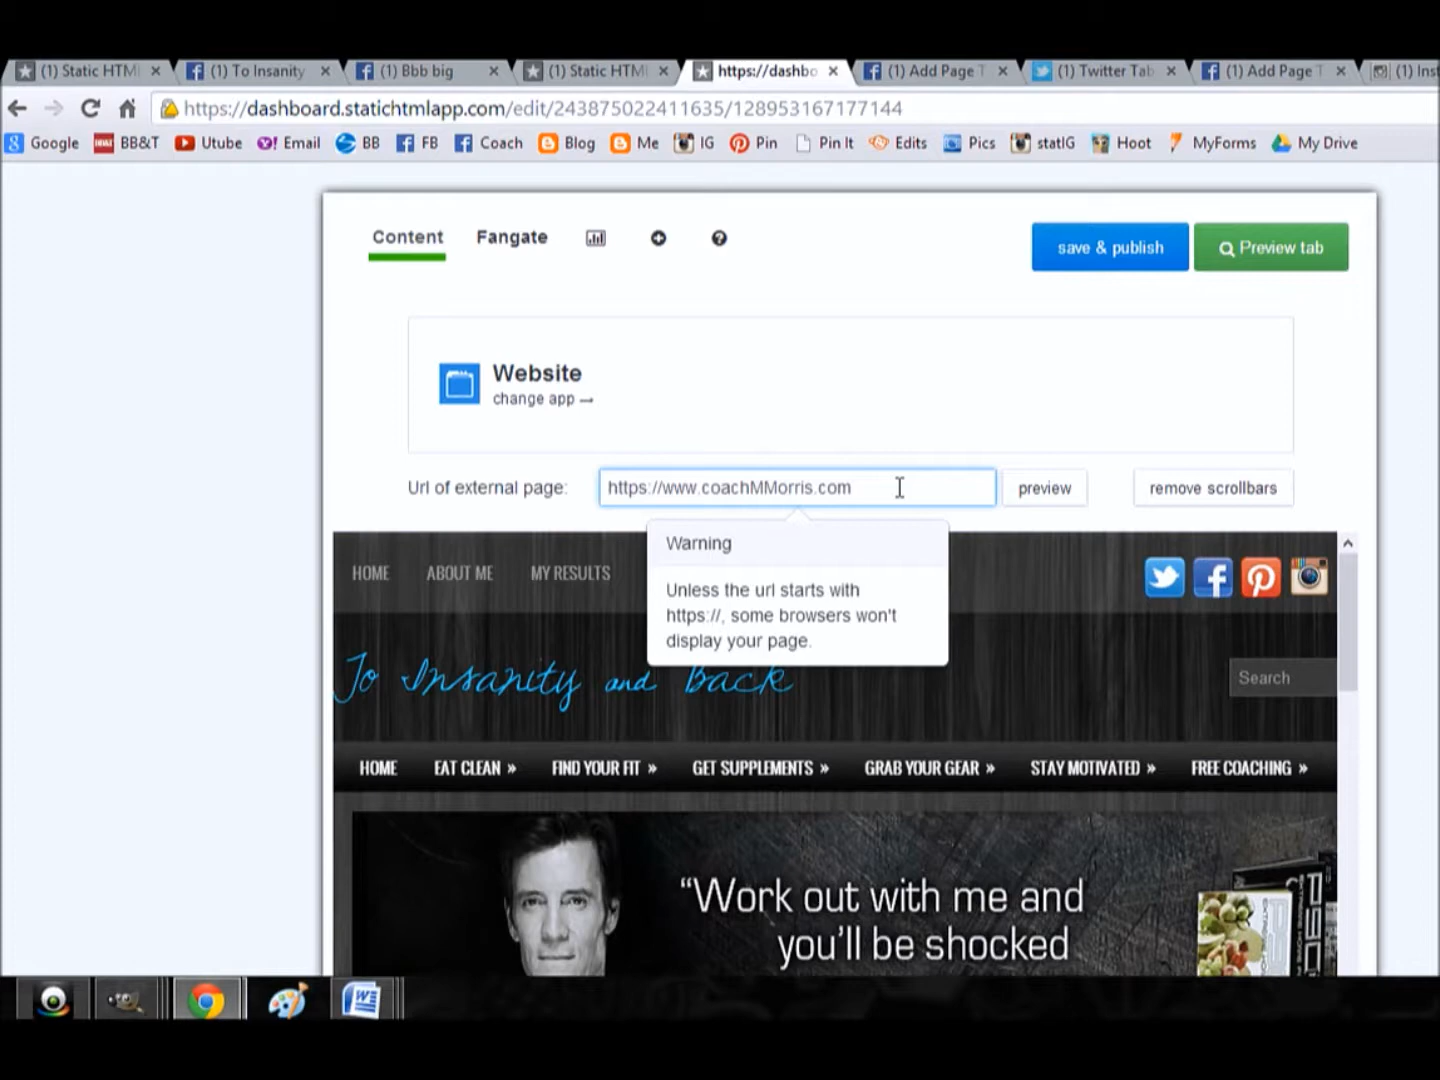 (1) Static HTML
(1) To Insanity
(1) Bbb big
(1) Static HTML
https://dashbo
(1) Add Page T
(1) Twitter Tab
(1) Add Page T
(1) Inst
https://dashboard.statichtmlapp.com/edit/243875022411635/128953167177144
Google BB&T Utube Email BB FB Coach Blog Me IG Pin Pin It Edits Pics statIG Hoot MyForms My Drive
Content Fangate
save & publish
Preview tab
Website
change app →
Url of external page:
https://www.coachMMorris.com
preview
remove scrollbars
Warning
Unless the url starts with
https://, some browsers won't
display your page.
HOME ABOUT ME MY RESULTS
To Insanity and Back
Search
HOME EAT CLEAN » FIND YOUR FIT » GET SUPPLEMENTS » GRAB YOUR GEAR » STAY MOTIVATED » FREE COACHING »
“Work out with me and
you’ll be shocked